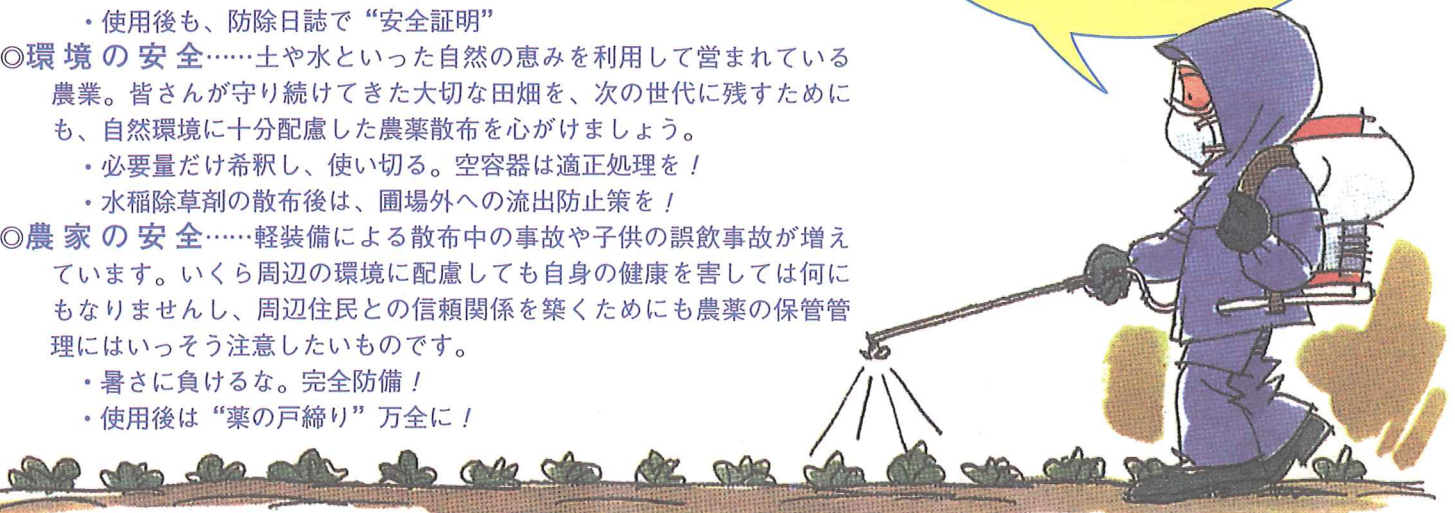 ・使用後も、防除日誌で“安全証明”
◎環境の安全……土や水といった自然の恵みを利用して営まれている
農業。皆さんが守り続けてきた大切な田畑を、次の世代に残すために
も、自然環境に十分配慮した農薬散布を心がけましょう。
・必要量だけ希釈し、使い切る。空容器は適正処理を！
・水稲除草剤の散布後は、圃場外への流出防止策を！
◎農家の安全……軽装備による散布中の事故や子供の誤飲事故が増え
ています。いくら周辺の環境に配慮しても自身の健康を害しては何に
もなりませんし、周辺住民との信頼関係を築くためにも農薬の保管管
理にはいっそう注意したいものです。
・暑さに負けるな。完全防備！
・使用後は“薬の戸締り”万全に！